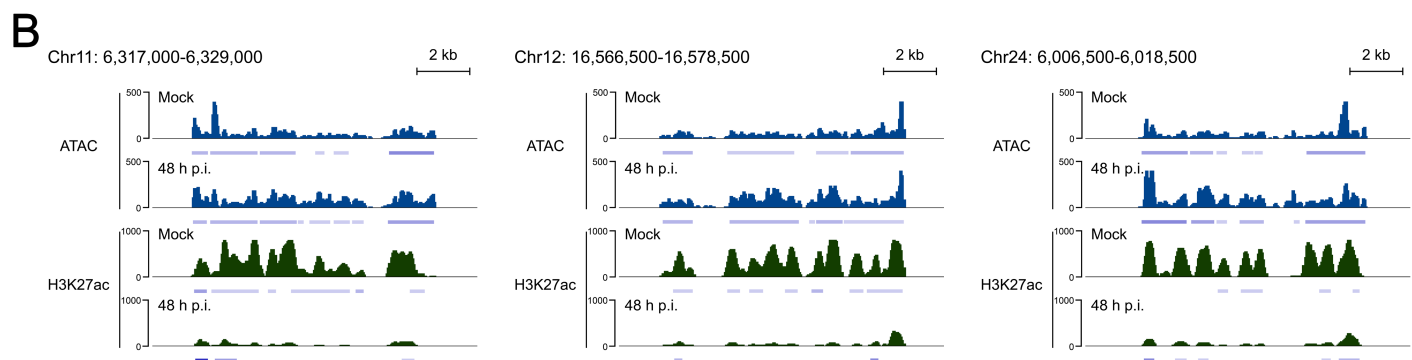 B
Chr11: 6,317,000-6,329,000
2 kb
ATAC
500
0
Mock
500
0
48 h p.i.
H3K27ac
1000
0
Mock
1000
0
48 h p.i.
Chr12: 16,566,500-16,578,500
2 kb
ATAC
500
0
Mock
500
0
48 h p.i.
H3K27ac
1000
0
Mock
1000
0
48 h p.i.
Chr24: 6,006,500-6,018,500
2 kb
ATAC
500
0
Mock
500
0
48 h p.i.
H3K27ac
1000
0
Mock
1000
0
48 h p.i.